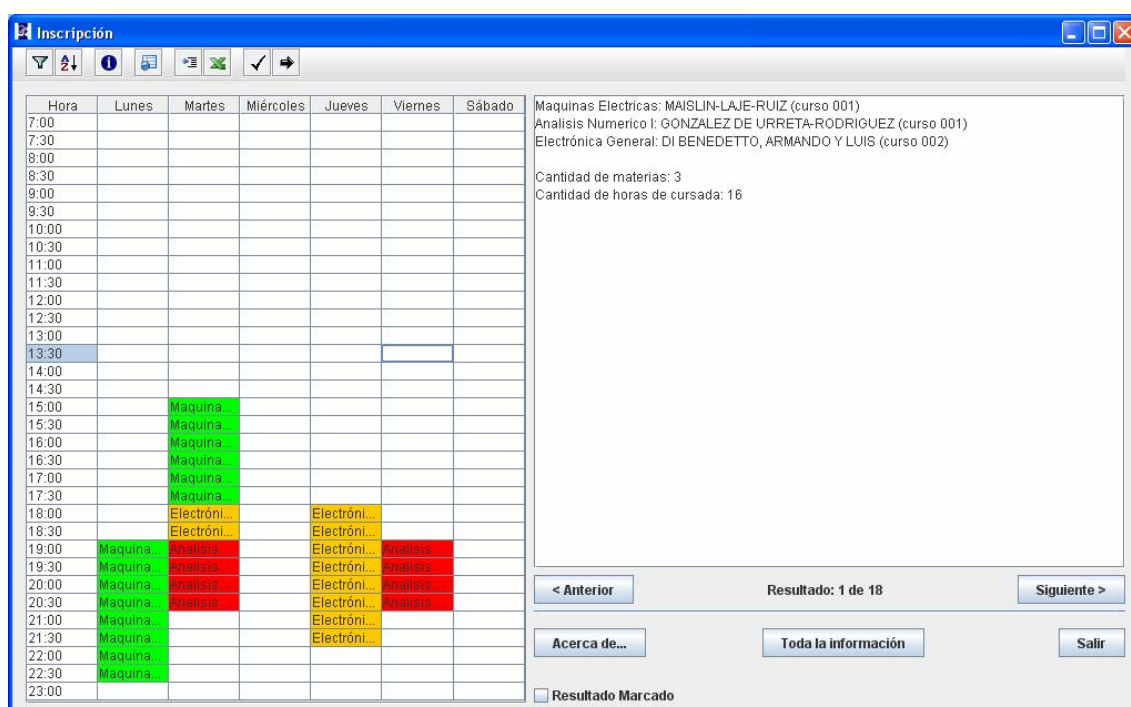 Inscripción
Hora Lunes Martes Miércoles Jueves Viernes Sábado
7:00
7:30
8:00
8:30
9:00
9:30
10:00
10:30
11:00
11:30
12:00
12:30
13:00
13:30
14:00
14:30
15:00 Maquina...
15:30 Maquina...
16:00 Maquina...
16:30 Maquina...
17:00 Maquina...
17:30 Maquina...
18:00 Electróni... Electróni...
18:30 Electróni... Electróni...
19:00 Maquina... Analisis... Electróni... Analisis...
19:30 Maquina... Analisis... Electróni... Analisis...
20:00 Maquina... Analisis... Electróni... Analisis...
20:30 Maquina... Analisis... Electróni... Analisis...
21:00 Maquina... Electróni...
21:30 Maquina... Electróni...
22:00 Maquina...
22:30 Maquina...
23:00
Maquinas Electricas: MAISLIN-LAJE-RUIZ (curso 001)
Analisis Numerico I: GONZALEZ DE URRETA-RODRIGUEZ (curso 001)
Electrónica General: DI BENEDETTO, ARMANDO Y LUIS (curso 002)
Cantidad de materias: 3
Cantidad de horas de cursada: 16
< Anterior Resultado: 1 de 18 Siguiente >
Acerca de... Toda la información Salir
Resultado Marcado